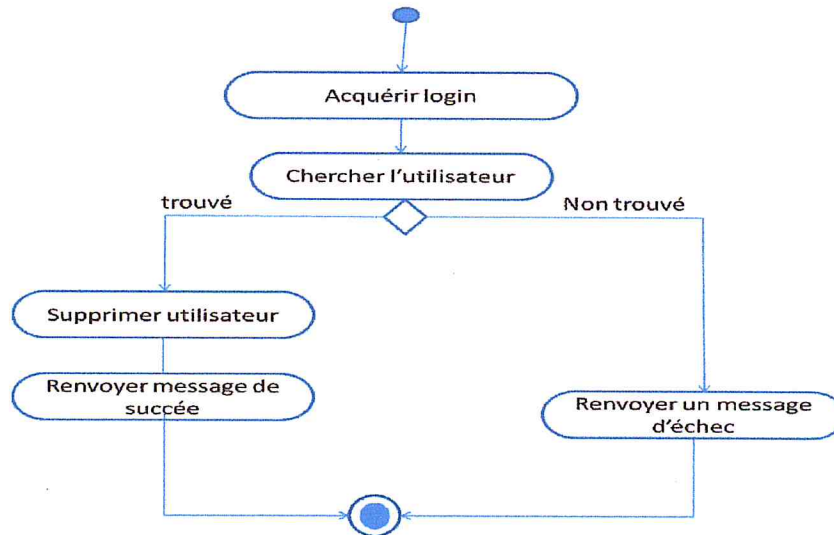 Acquérir login
Chercher l'utilisateur
trouvé
Non trouvé
Supprimer utilisateur
Renvoyer message de
succée
Renvoyer un message
d'échec